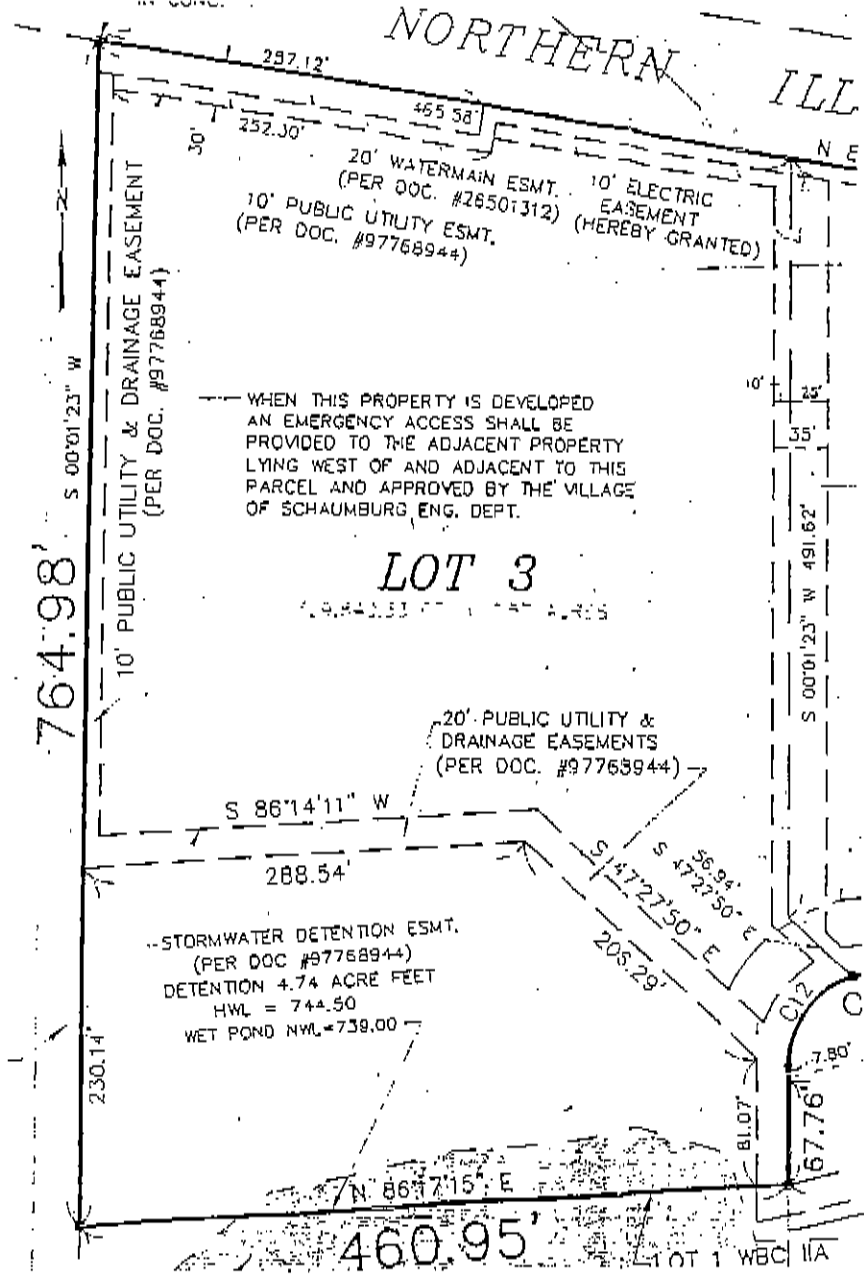 IN CONC.
NORTHERN ILL
297.12'
465.58'
N E
30'
252.30'
20' WATERMAIN ESMT.
(PER DOC. #26501312)
10' PUBLIC UTILITY ESMT.
(PER DOC. #97768944)
10' ELECTRIC
EASEMENT
(HEREBY GRANTED)
N
10' PUBLIC UTILITY & DRAINAGE EASEMENT
(PER DOC. #97768944)
S 00°01'23" W
764.98'
WHEN THIS PROPERTY IS DEVELOPED
AN EMERGENCY ACCESS SHALL BE
PROVIDED TO THE ADJACENT PROPERTY
LYING WEST OF AND ADJACENT TO THIS
PARCEL AND APPROVED BY THE VILLAGE
OF SCHAUMBURG ENG. DEPT.
10'
25'
35'
LOT 3
S 00°01'23" W 491.62'
20' PUBLIC UTILITY &
DRAINAGE EASEMENTS
(PER DOC. #97768944)
S 86°14'11" W
288.54'
S 47°27'50" E
56.94'
S 47°27'50" E
206.29'
STORMWATER DETENTION ESMT.
(PER DOC #97768944)
DETENTION 4.74 ACRE FEET
HWL = 744.50
WET POND NWL=739.00
230.14'
C12
C
7.80'
81.07'
67.76'
N 86°17'15" E
460.95'
LOT 1 WBC IIA